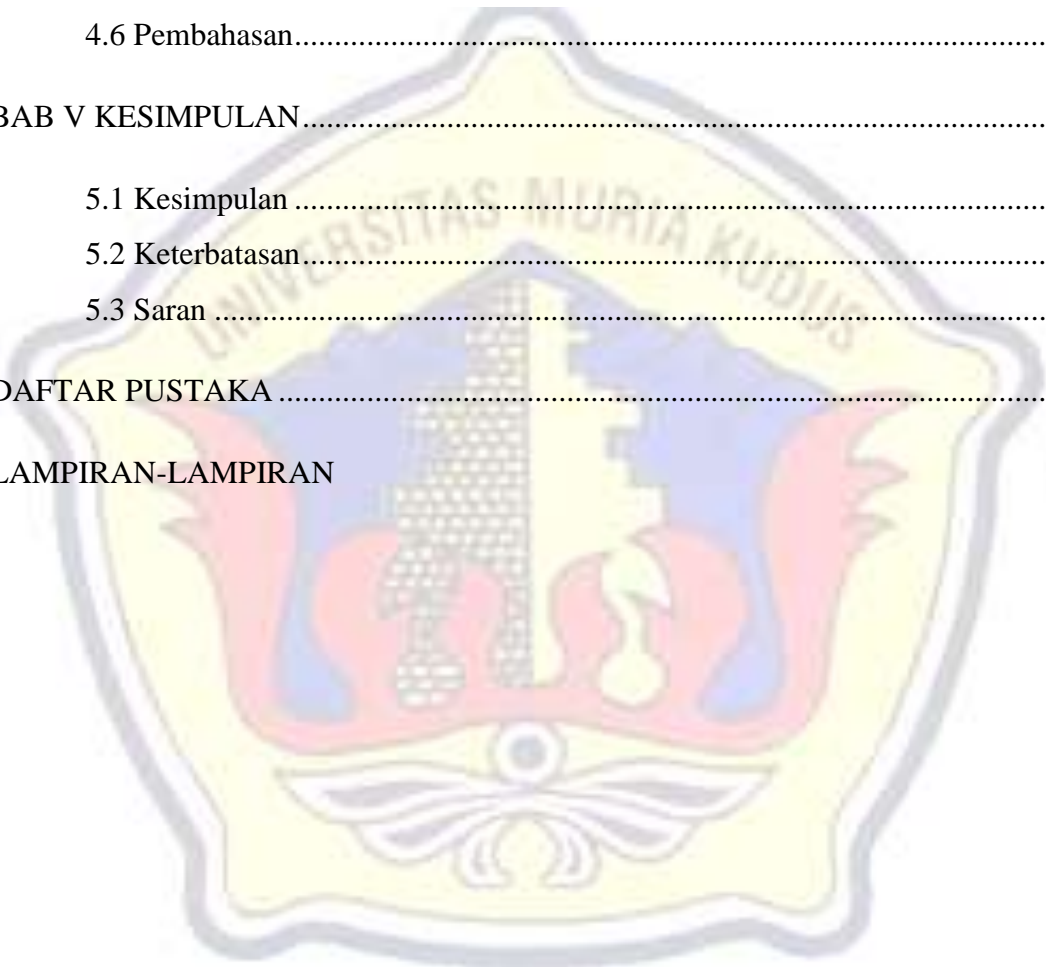 4.6 Pembahasan..............................................................................................
BAB V KESIMPULAN.............................................................................................
5.1 Kesimpulan ..............................................................................................
5.2 Keterbatasan.............................................................................................
5.3 Saran ........................................................................................................
DAFTAR PUSTAKA ................................................................................................
LAMPIRAN-LAMPIRAN
UNIVERSITAS MURIA KUDUS